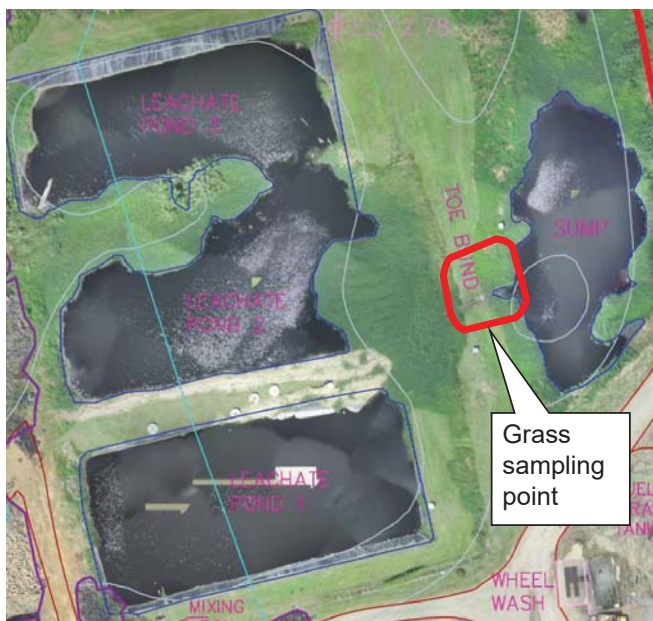 LEACHATE
POND 3
TOE BUND
SUMP
LEACHATE
POND 2
Grass
sampling
point
LEACHATE
POND 1
WHEEL
WASH
MIXING